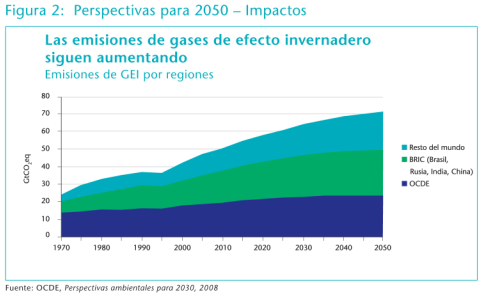 Figura 2: Perspectivas para 2050 – Impactos
Las emisiones de gases de efecto invernadero
siguen aumentando
Emisiones de GEI por regiones
80
70
60
50
40
30
20
10
0
GtCO2eq
1970
1980
1990
2000
2010
2020
2030
2040
2050
Resto del mundo
BRIC (Brasil,
Rusia, India, China)
OCDE
Fuente: OCDE, Perspectivas ambientales para 2030, 2008